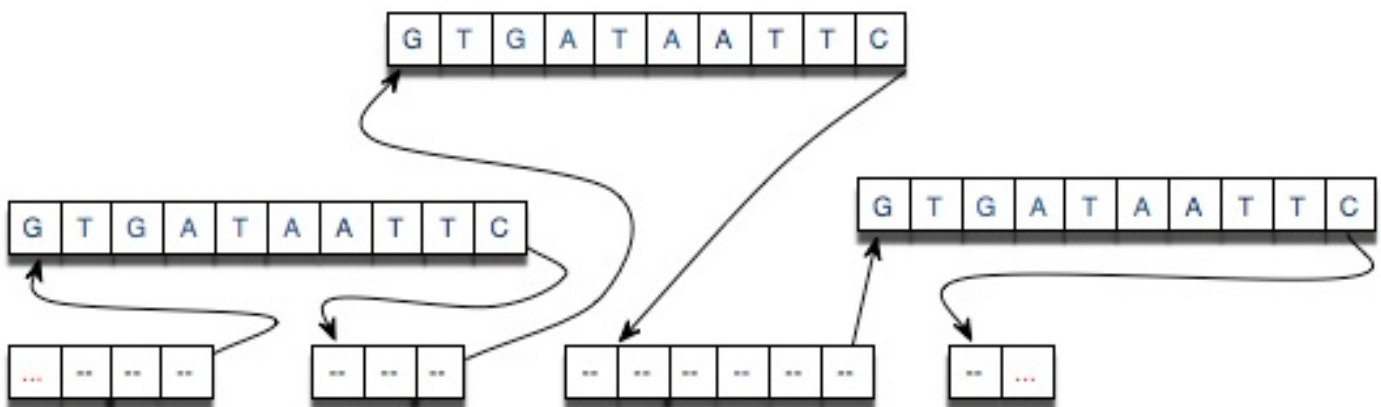 G T G A T A A T T C
G T G A T A A T T C
G T G A T A A T T C
... -- -- --
-- -- --
-- -- -- -- -- --
-- ...